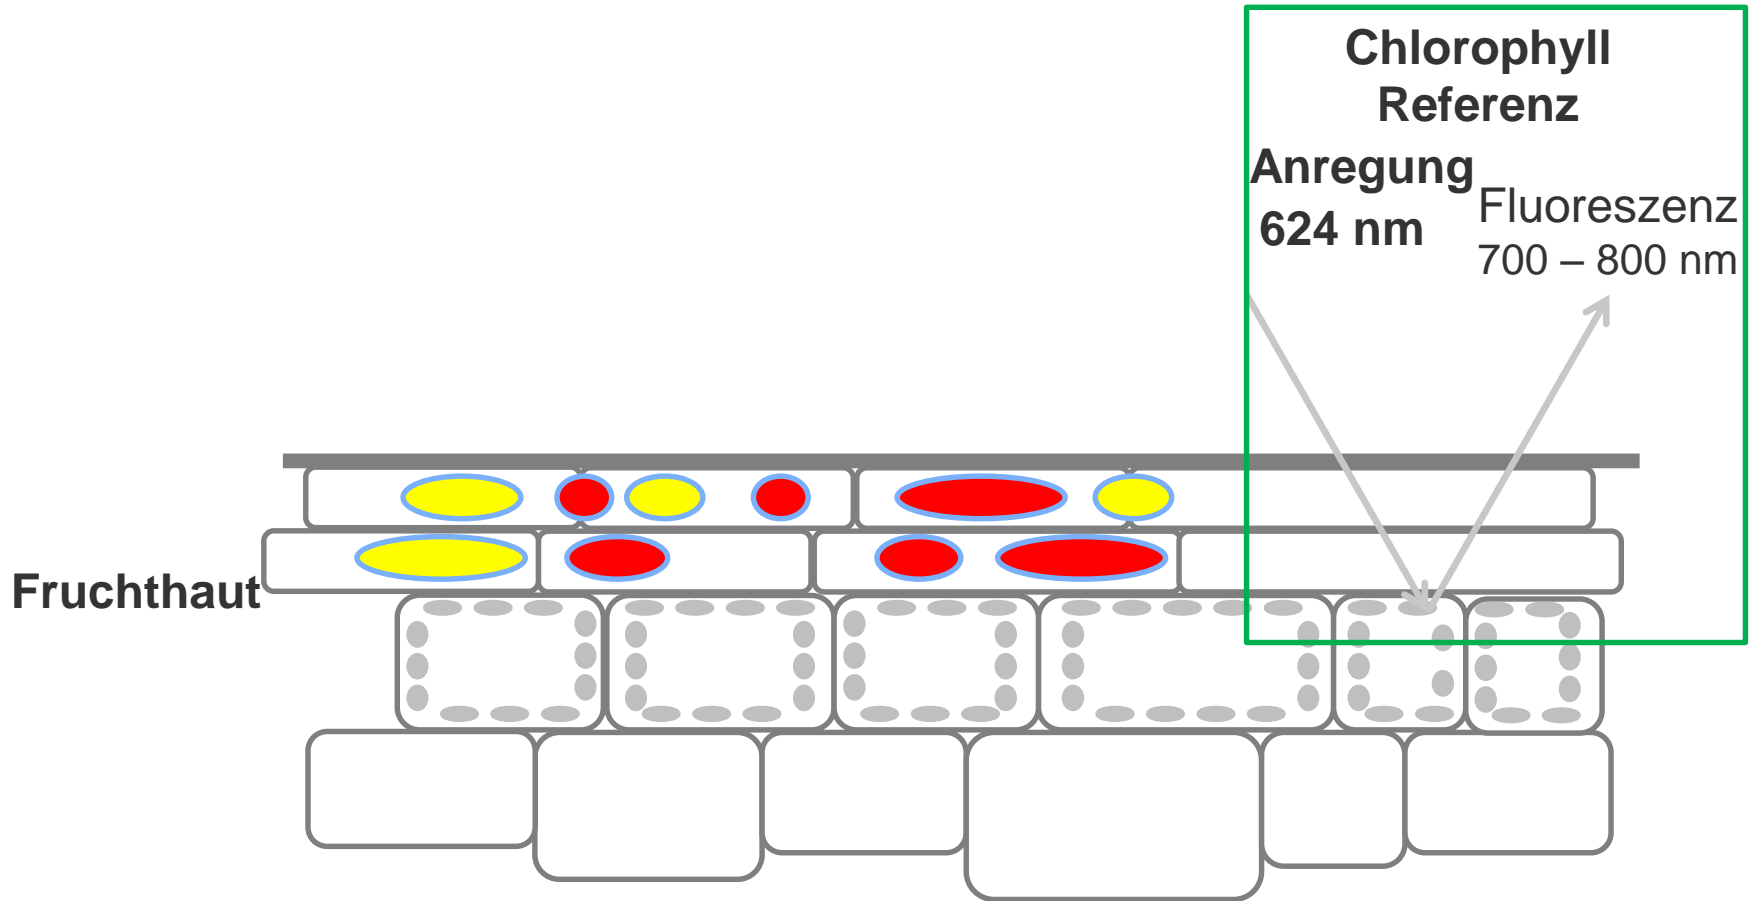 Chlorophyll
Referenz
Anregung
624 nm
Fluoreszenz
700 – 800 nm
Fruchthaut